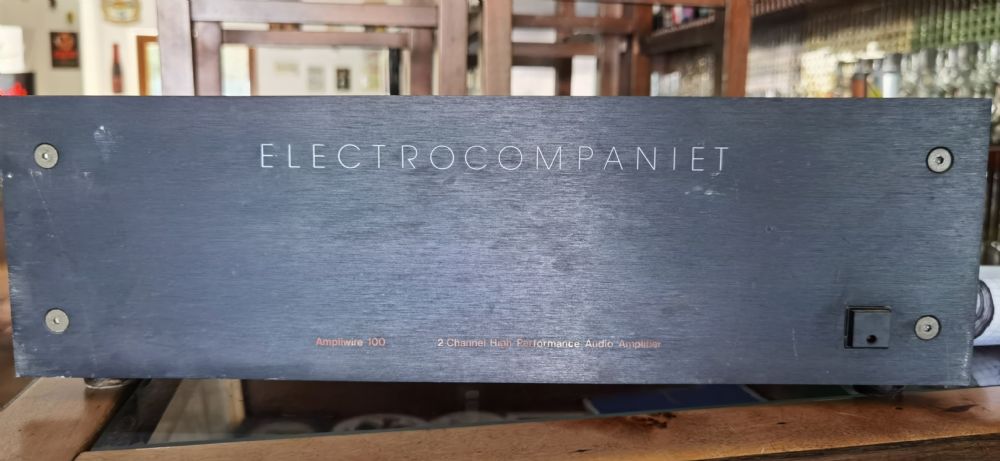 ELECTROCOMPANIET
Ampliwire 100 2 Channel High Performance Audio Amplifier